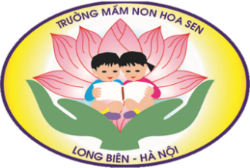 TRƯỜNG MẦM NON HOA SEN
LONG BIÊN - HÀ NỘI